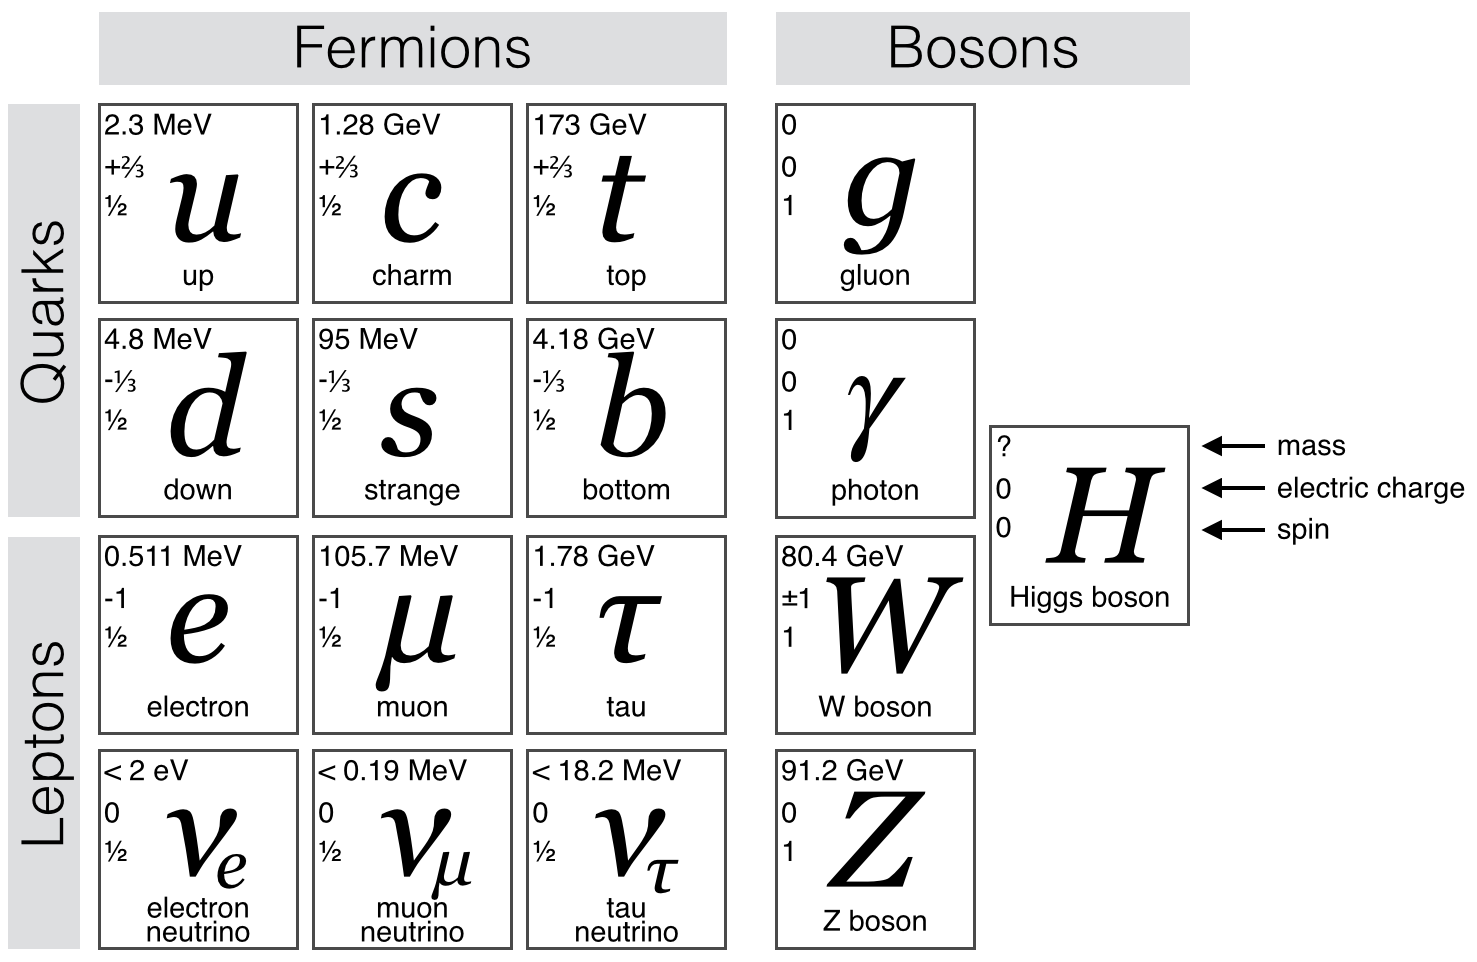 Fermions
Bosons
Quarks
Leptons
2.3 MeV
+⅔
½
u
up
1.28 GeV
+⅔
½
c
charm
173 GeV
+⅔
½
t
top
0
0
1
g
gluon
4.8 MeV
-⅓
½
d
down
95 MeV
-⅓
½
s
strange
4.18 GeV
-⅓
½
b
bottom
0
0
1
γ
photon
?
0
0
H
Higgs boson
mass
electric charge
spin
0.511 MeV
-1
½
e
electron
105.7 MeV
-1
½
μ
muon
1.78 GeV
-1
½
τ
tau
80.4 GeV
±1
1
W
W boson
< 2 eV
0
½
νe
electron
neutrino
< 0.19 MeV
0
½
νμ
muon
neutrino
< 18.2 MeV
0
½
ντ
tau
neutrino
91.2 GeV
0
1
Z
Z boson